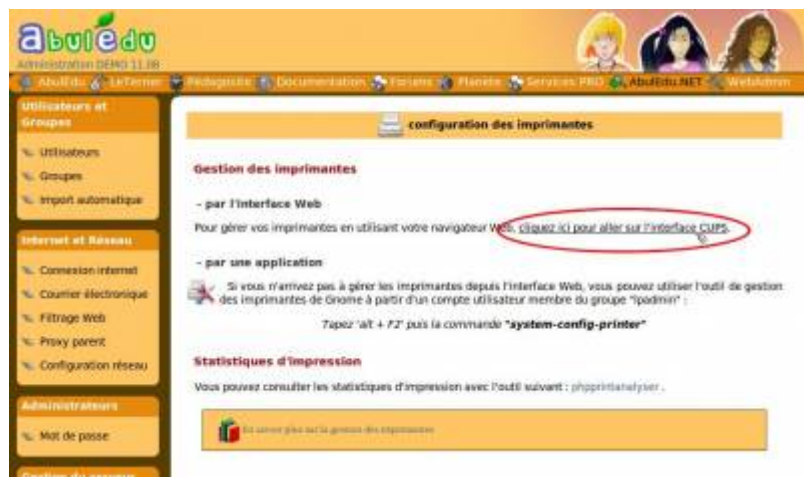 abulédu
Administration DEMO 11.08
AbulEdu LeTerrier Pédagosite Documentation Forums Planète Services PRO AbulEdu.NET WebAdmin
Utilisateurs et
Groupes
Utilisateurs
Groupes
Import automatique
Internet et Réseau
Connexion internet
Courrier électronique
Filtrage Web
Proxy parent
Configuration réseau
Administrateurs
Mot de passe
Gestion du serveur
configuration des imprimantes
Gestion des imprimantes
- par l'interface Web
Pour gérer vos imprimantes en utilisant votre navigateur Web, cliquez ici pour aller sur l'interface CUPS.
- par une application
Si vous n'arrivez pas à gérer les imprimantes depuis l'interface Web, vous pouvez utiliser l'outil de gestion
des imprimantes de Gnome à partir d'un compte utilisateur membre du groupe "lpadmin" :
Tapez "alt + F2" puis la commande "system-config-printer"
Statistiques d'impression
Vous pouvez consulter les statistiques d'impression avec l'outil suivant : phpprintanalyser .
En savoir plus sur la gestion des imprimantes